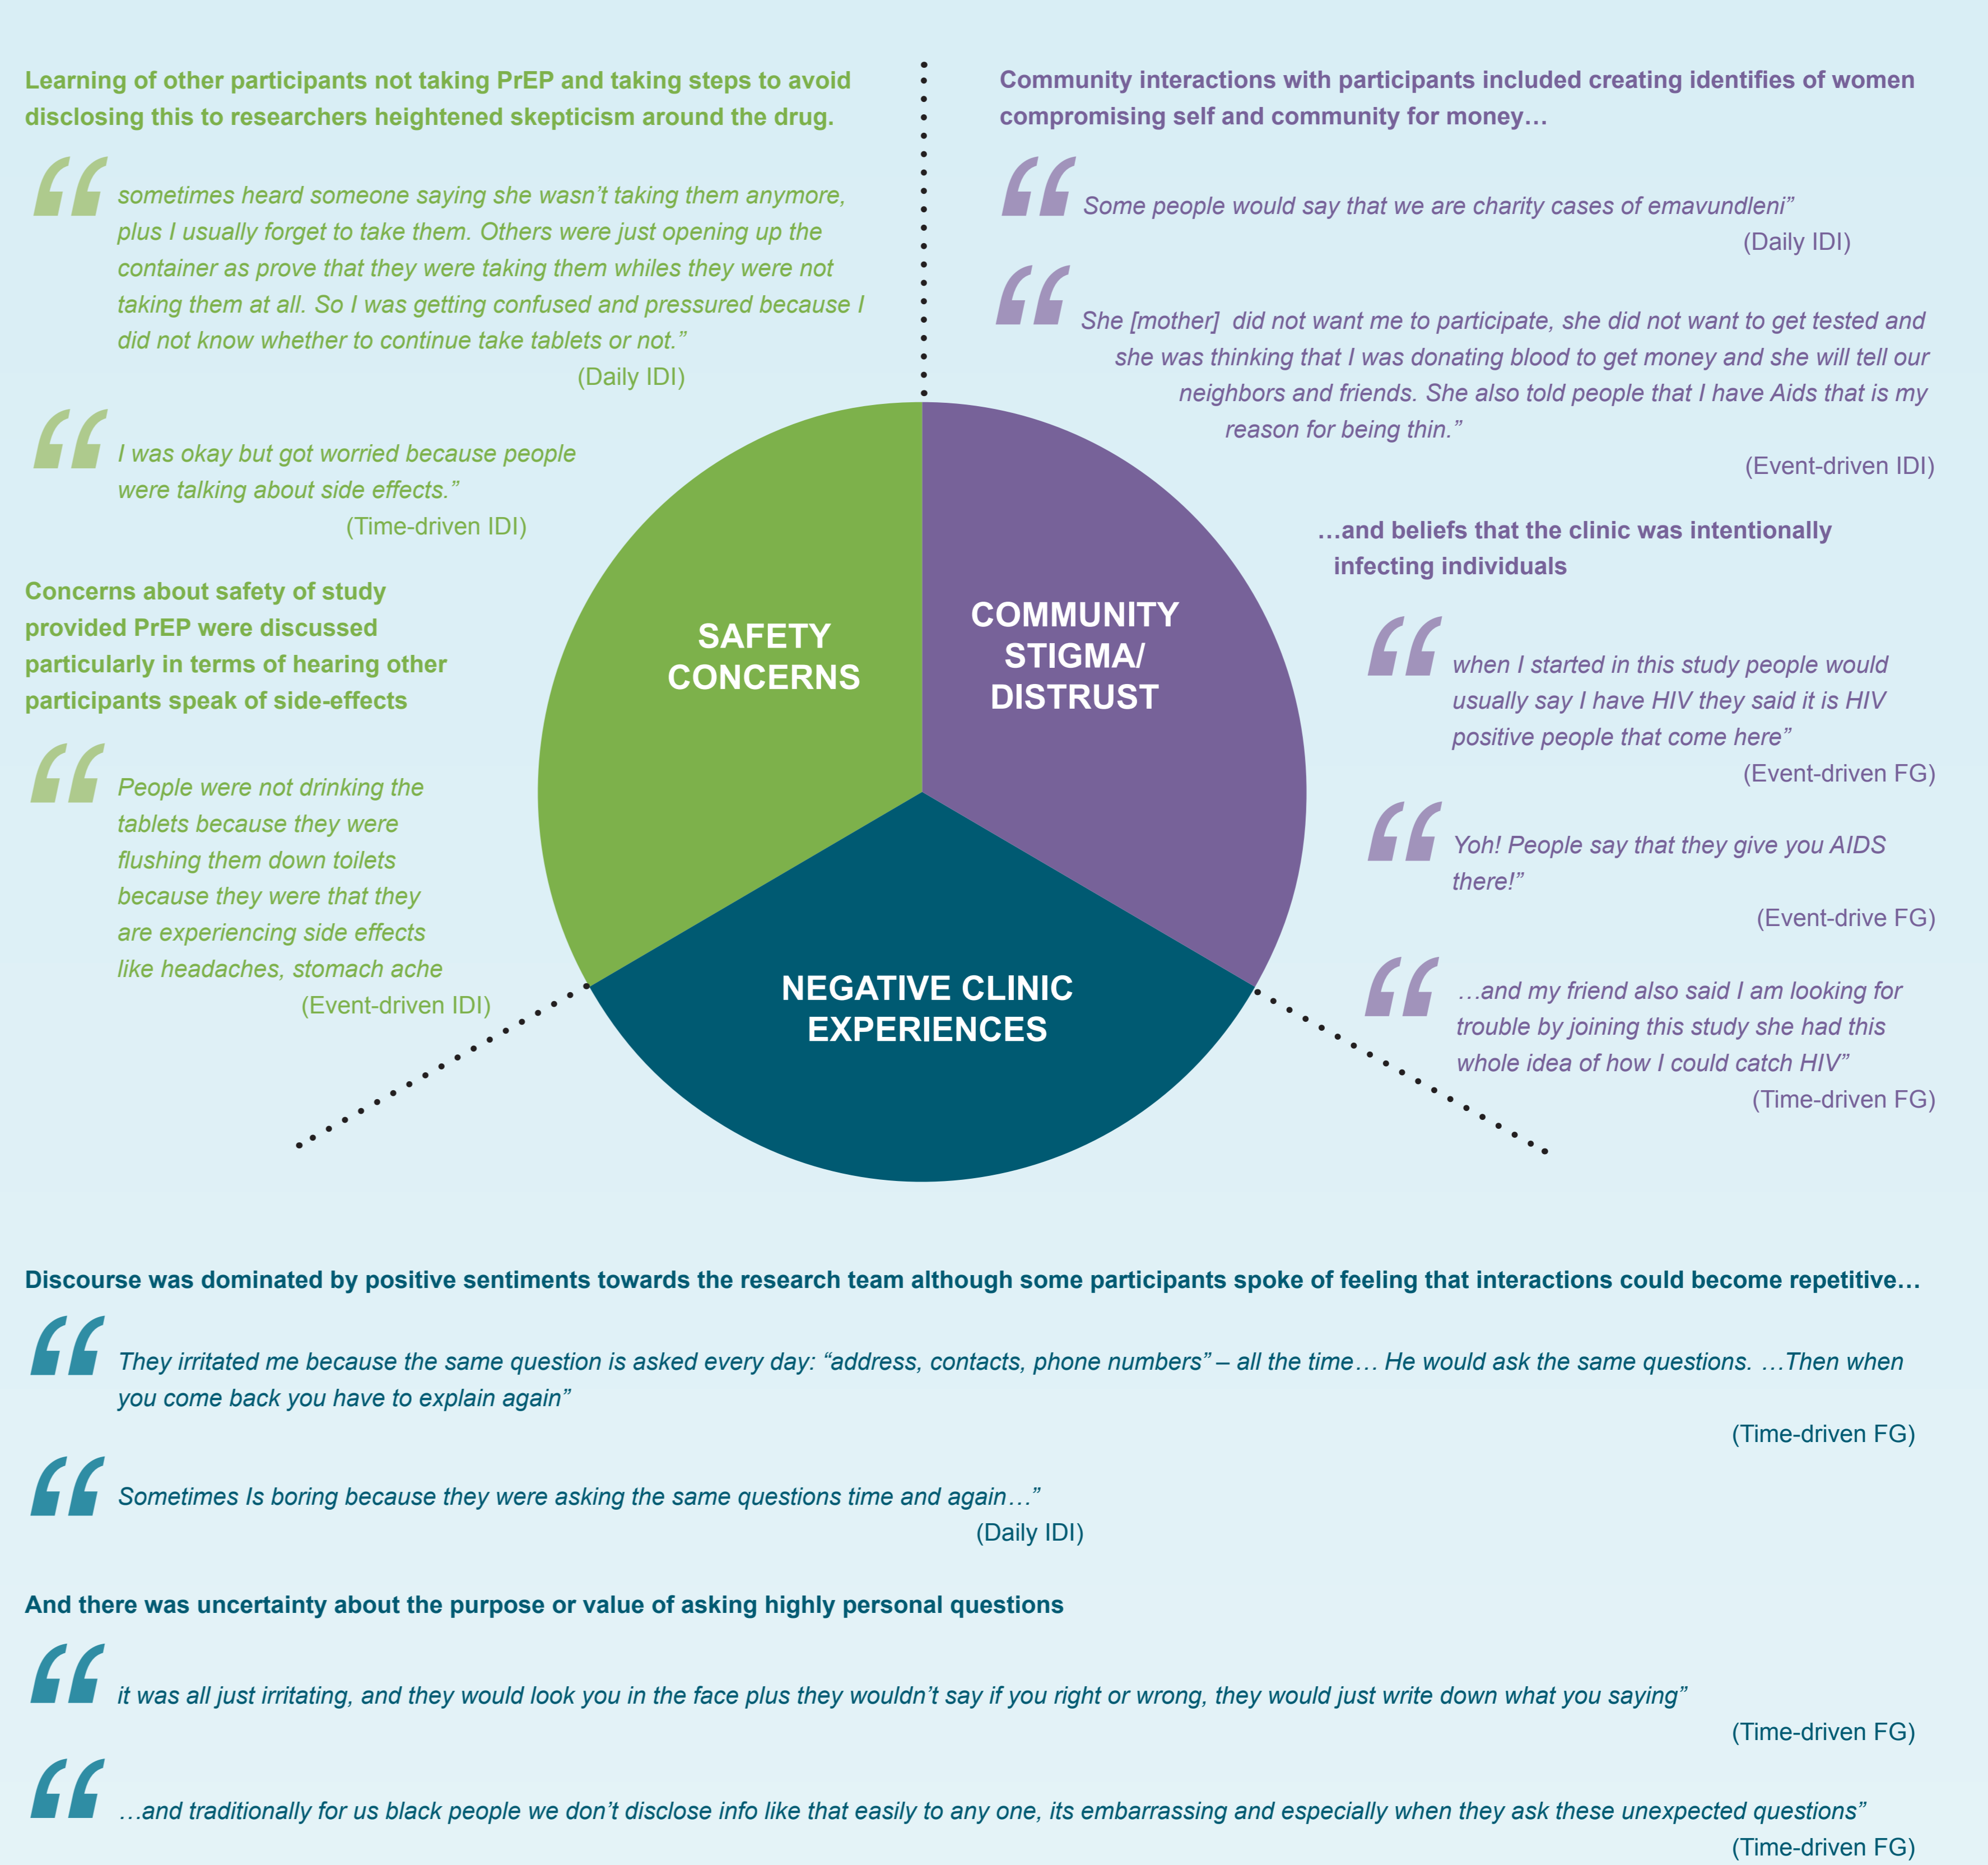 Learning of other participants not taking PrEP and taking steps to avoid
disclosing this to researchers heightened skepticism around the drug.
“
sometimes heard someone saying she wasn’t taking them anymore,
plus I usually forget to take them. Others were just opening up the
container as prove that they were taking them whiles they were not
taking them at all. So I was getting confused and pressured because I
did not know whether to continue take tablets or not.”
(Daily IDI)
“
I was okay but got worried because people
were talking about side effects.”
(Time-driven IDI)
Concerns about safety of study
provided PrEP were discussed
particularly in terms of hearing other
participants speak of side-effects
“
People were not drinking the
tablets because they were
flushing them down toilets
because they were that they
are experiencing side effects
like headaches, stomach ache
(Event-driven IDI)
Community interactions with participants included creating identifies of women
compromising self and community for money…
“
Some people would say that we are charity cases of emavundleni”
(Daily IDI)
“
She [mother] did not want me to participate, she did not want to get tested and
she was thinking that I was donating blood to get money and she will tell our
neighbors and friends. She also told people that I have Aids that is my
reason for being thin.”
(Event-driven IDI)
…and beliefs that the clinic was intentionally
infecting individuals
“
when I started in this study people would
usually say I have HIV they said it is HIV
positive people that come here”
(Event-driven FG)
“
Yoh! People say that they give you AIDS
there!”
(Event-drive FG)
“
…and my friend also said I am looking for
trouble by joining this study she had this
whole idea of how I could catch HIV”
(Time-driven FG)
SAFETY
CONCERNS
COMMUNITY
STIGMA/
DISTRUST
NEGATIVE CLINIC
EXPERIENCES
Discourse was dominated by positive sentiments towards the research team although some participants spoke of feeling that interactions could become repetitive…
“
They irritated me because the same question is asked every day: “address, contacts, phone numbers” – all the time… He would ask the same questions. …Then when
you come back you have to explain again”
(Time-driven FG)
“
Sometimes Is boring because they were asking the same questions time and again…”
(Daily IDI)
And there was uncertainty about the purpose or value of asking highly personal questions
“
it was all just irritating, and they would look you in the face plus they wouldn’t say if you right or wrong, they would just write down what you saying”
(Time-driven FG)
“
…and traditionally for us black people we don’t disclose info like that easily to any one, its embarrassing and especially when they ask these unexpected questions”
(Time-driven FG)